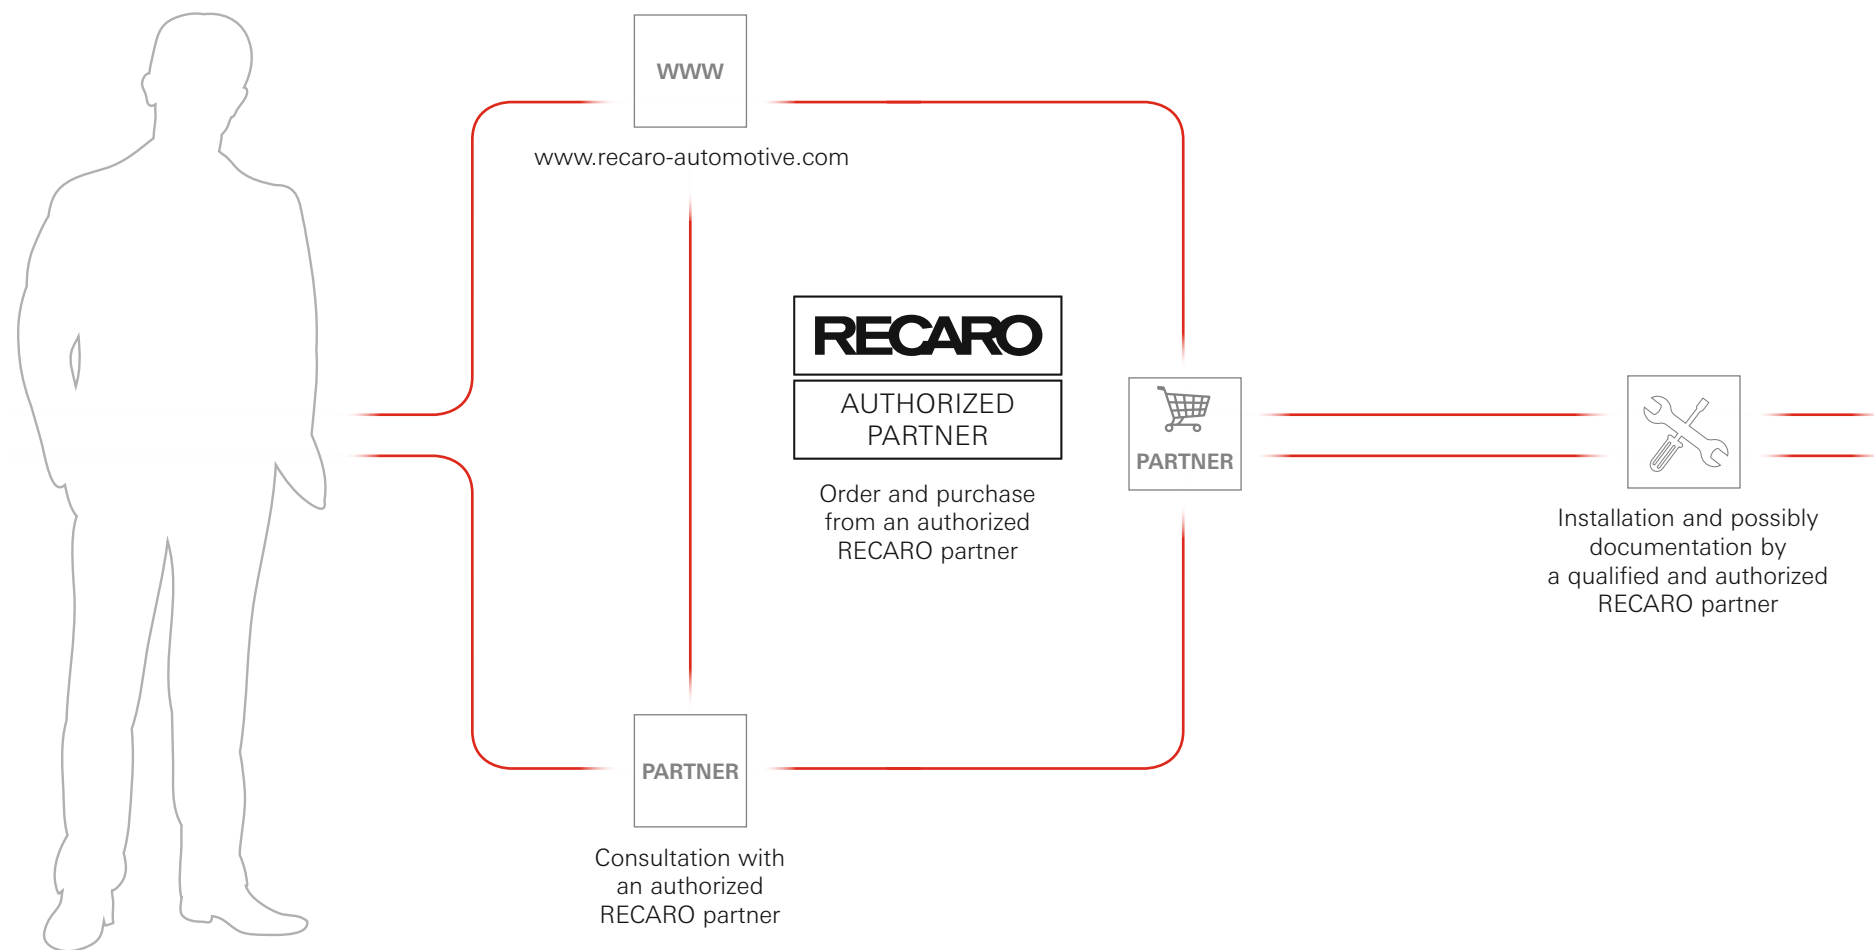 WWW
www.recaro-automotive.com
RECARO
AUTHORIZED
PARTNER
Order and purchase
from an authorized
RECARO partner
PARTNER
Installation and possibly
documentation by
a qualified and authorized
RECARO partner
PARTNER
Consultation with
an authorized
RECARO partner